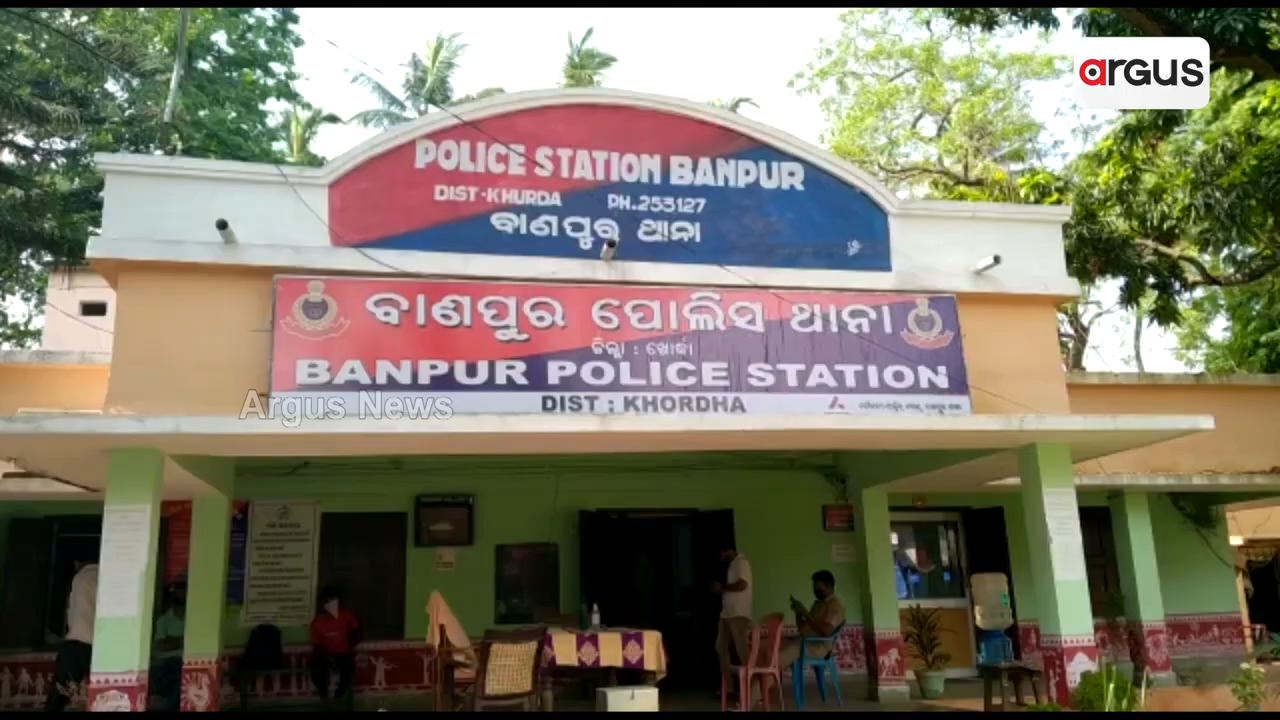 argus
POLICE STATION BANPUR
DIST-KHURDA PH.253127
ବାଣପୁର ଥାନା
ବାଣପୁର ପୋଲିସ ଥାନା
ଜିଲ୍ଲା : ଖୋର୍ଦ୍ଧା
BANPUR POLICE STATION
Argus News
DIST : KHORDHA